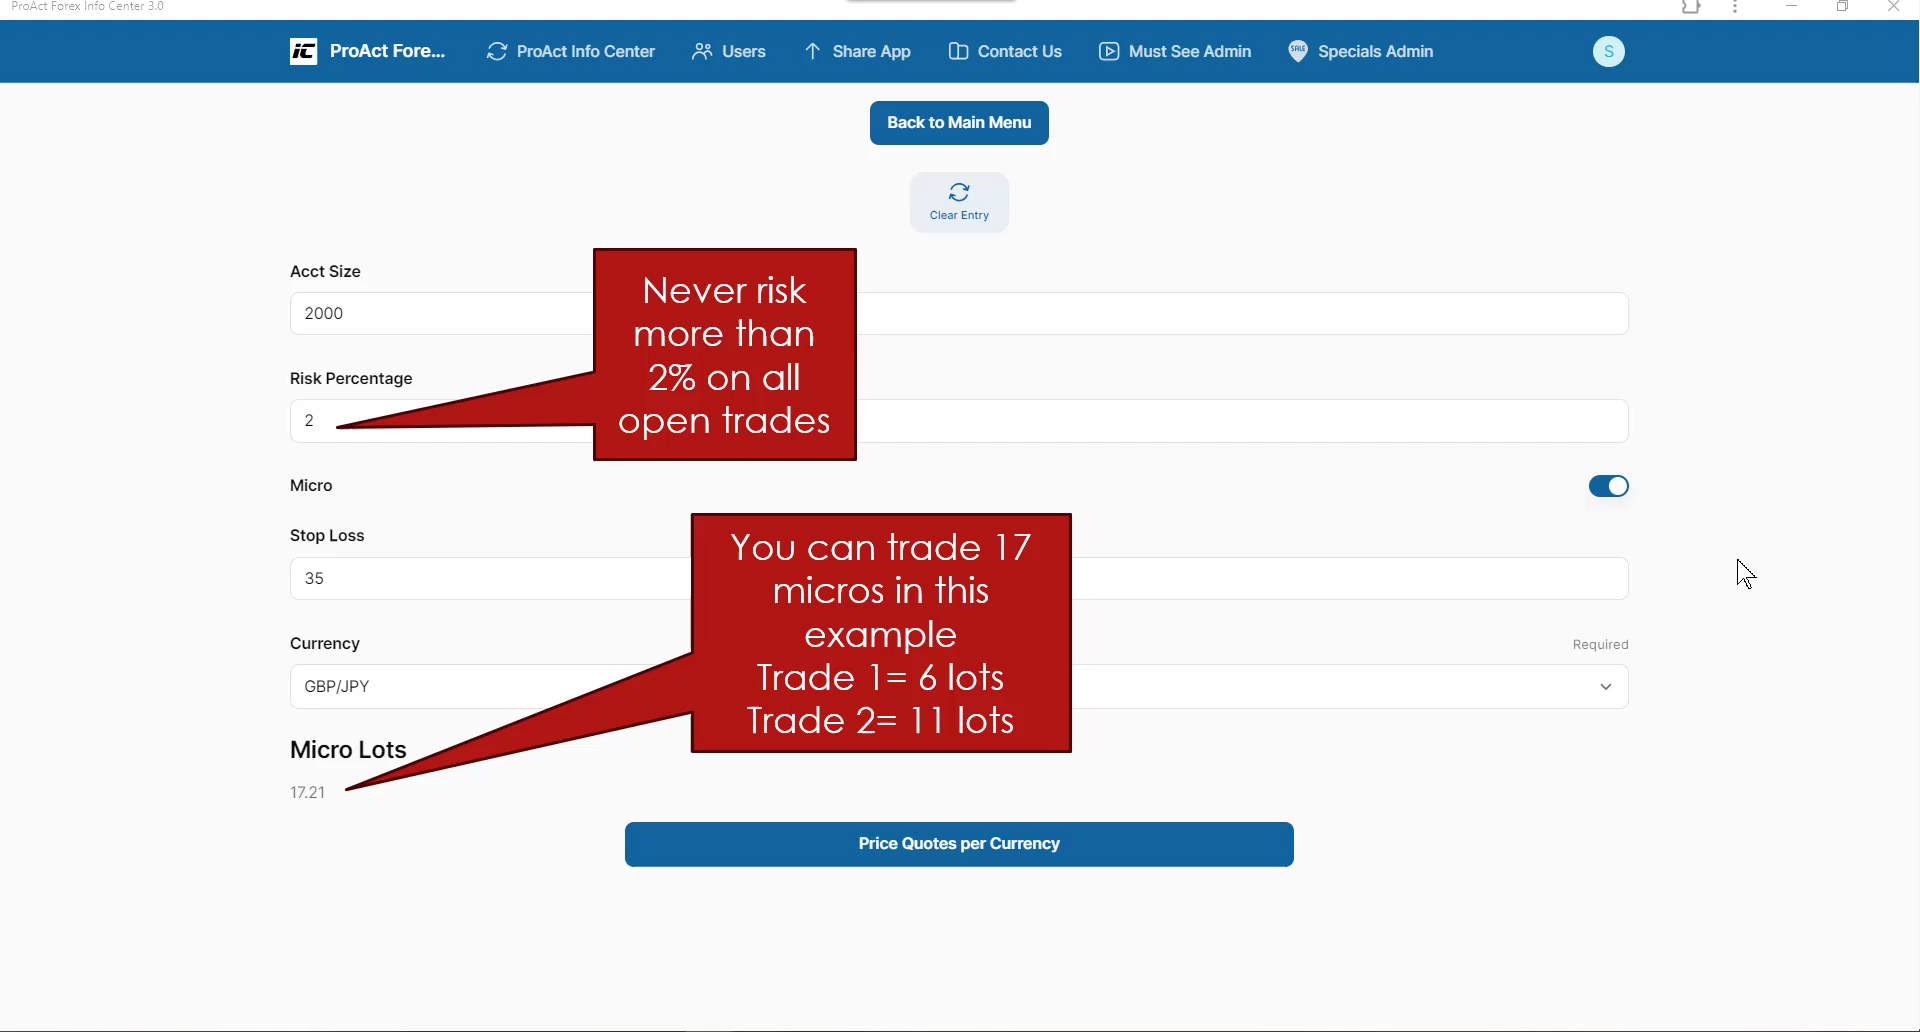 ProAct Forex Info Center 3.0
ProAct Fore... ProAct Info Center Users Share App Contact Us Must See Admin Specials Admin S
Back to Main Menu
Clear Entry
Acct Size
2000
Never risk
more than
2% on all
open trades
Risk Percentage
2
Micro
Stop Loss
35
You can trade 17
micros in this
example
Trade 1= 6 lots
Trade 2= 11 lots
Currency
Required
GBP/JPY
Micro Lots
17.21
Price Quotes per Currency